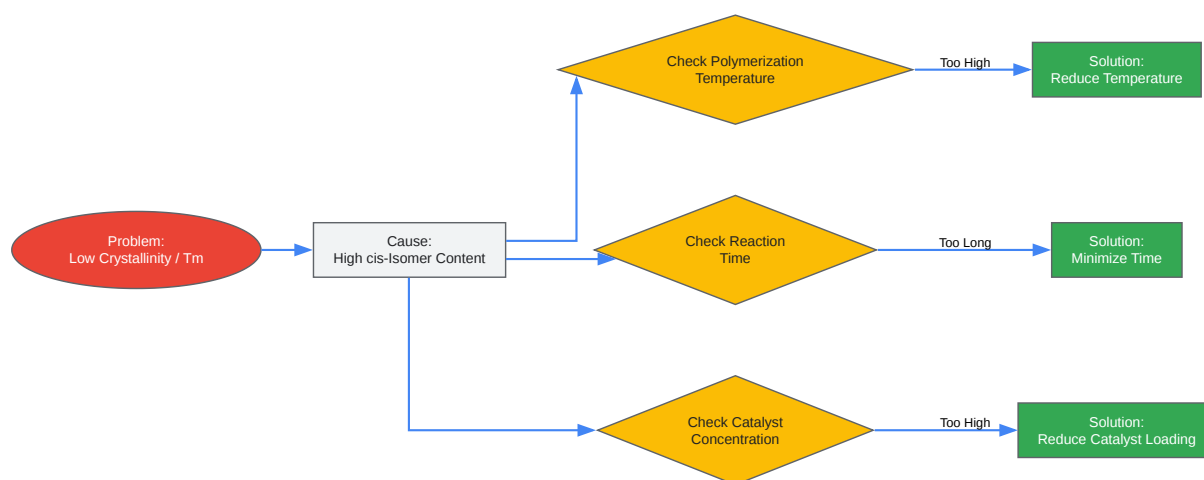 Problem:
Low Crystallinity / Tm
Cause:
High cis-Isomer Content
Check Polymerization
Temperature
Too High
Solution:
Reduce Temperature
Check Reaction
Time
Too Long
Solution:
Minimize Time
Check Catalyst
Concentration
Too High
Solution:
Reduce Catalyst Loading